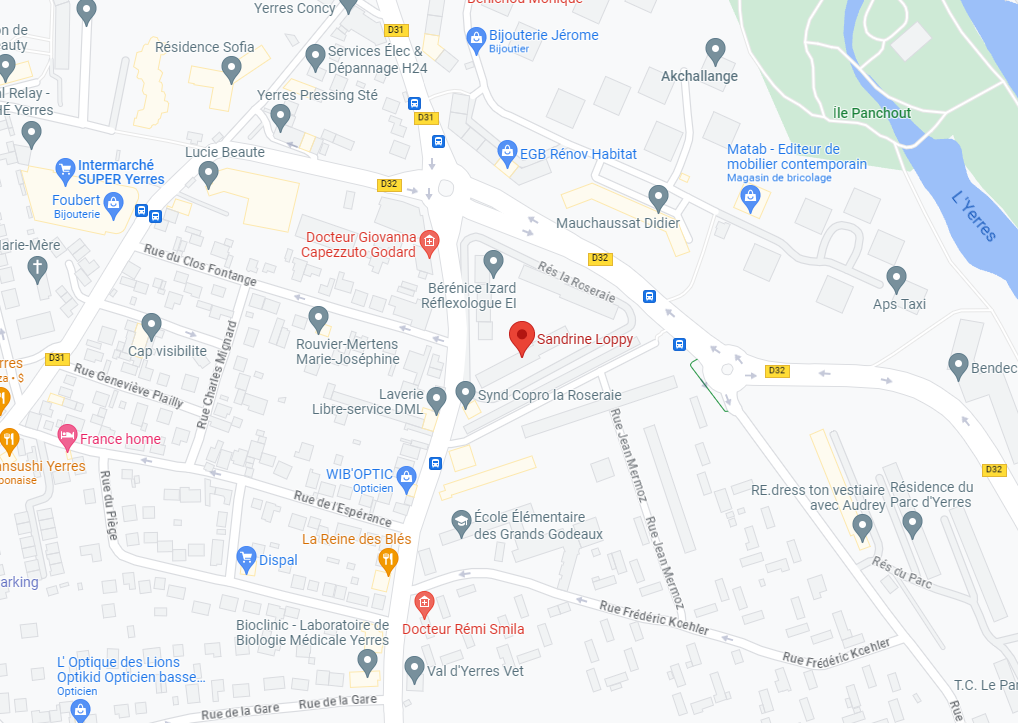 Benichou Monique
Yerres Concy
D31
on de
eauty
Résidence Sofia
Services Élec &
Dépannage H24
Bijouterie Jérome
Bijoutier
Akchallange
al Relay -
HÉ Yerres
Yerres Pressing Sté
D31
Île Panchout
Lucie Beaute
EGB Rénov Habitat
Matab - Editeur de
mobilier contemporain
Magasin de bricolage
Intermarché
SUPER Yerres
D32
Foubert
Bijouterie
Mauchaussat Didier
L'Yerres
Docteur Giovanna
Capezzuto Godard
arie-Mère
Rue du Clos Fontange
D32
Rés la Roseraie
Bérénice Izard
Réflexologue EI
Aps Taxi
Cap visibilite
Rouvier-Mertens
Marie-Joséphine
Sandrine Loppy
D31
Rue Charles Mignard
rres
za • $
Rue Geneviève Plailly
D32
Bendec
Laverie
Libre-service DML
Synd Copro la Roseraie
France home
Rue Jean Mermoz
ansushi Yerres
ponaise
WIB'OPTIC
Opticien
D32
Rue du Piège
Rue de l'Espérance
RE.dress ton vestiaire
avec Audrey
Résidence du
Parc d'Yerres
École Élémentaire
des Grands Godeaux
La Reine des Blés
Rue Jean Mermoz
Dispal
Rés du Parc
arking
Rue Frédéric Kœhler
Bioclinic - Laboratoire de
Biologie Médicale Yerres
Docteur Rémi Smila
Rue Frédéric Kœhler
L' Optique des Lions
Optikid Opticien basse...
Opticien
Val d'Yerres Vet
T.C. Le Par
Rue de la Gare
Rue de la Gare
Rue